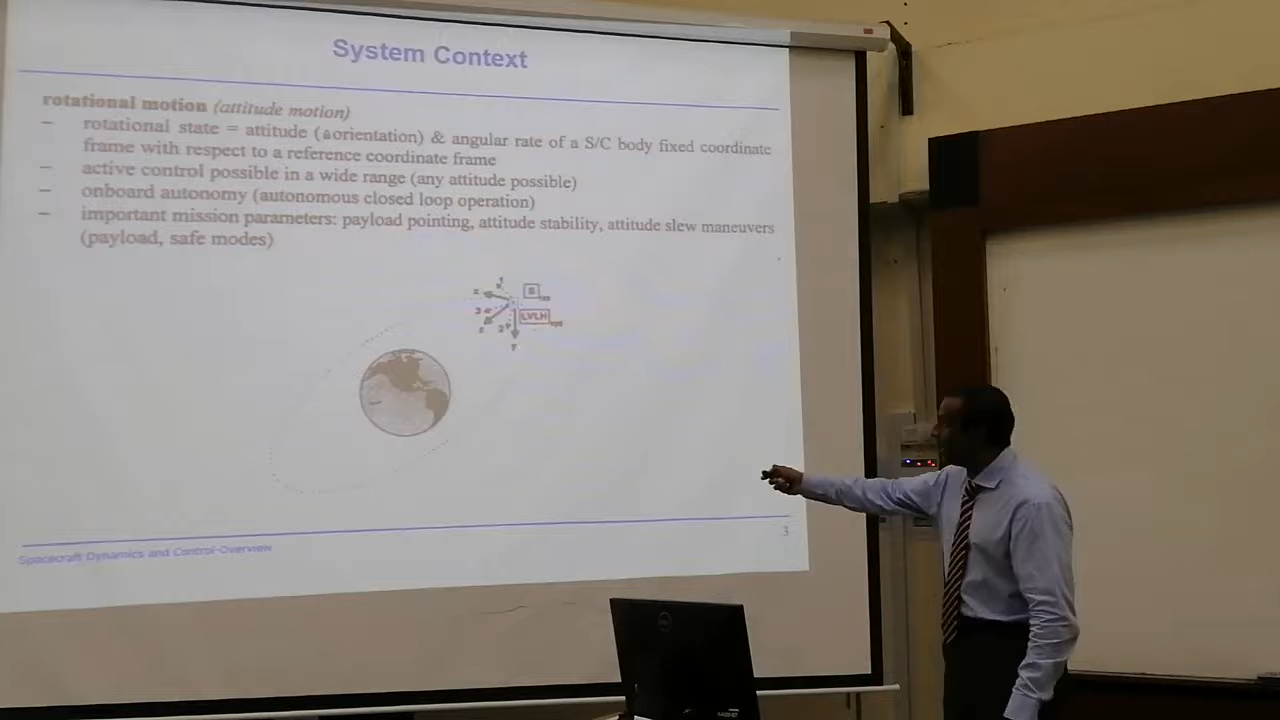 System Context
rotational motion (attitude motion)
– rotational state = attitude (≙orientation) & angular rate of a S/C body fixed coordinate
frame with respect to a reference coordinate frame
– active control possible in a wide range (any attitude possible)
– onboard autonomy (autonomous closed loop operation)
– important mission parameters: payload pointing, attitude stability, attitude slew maneuvers
(payload, safe modes)
B
LVLH
y
3
Spacecraft Dynamics and Control-Overview
DELL